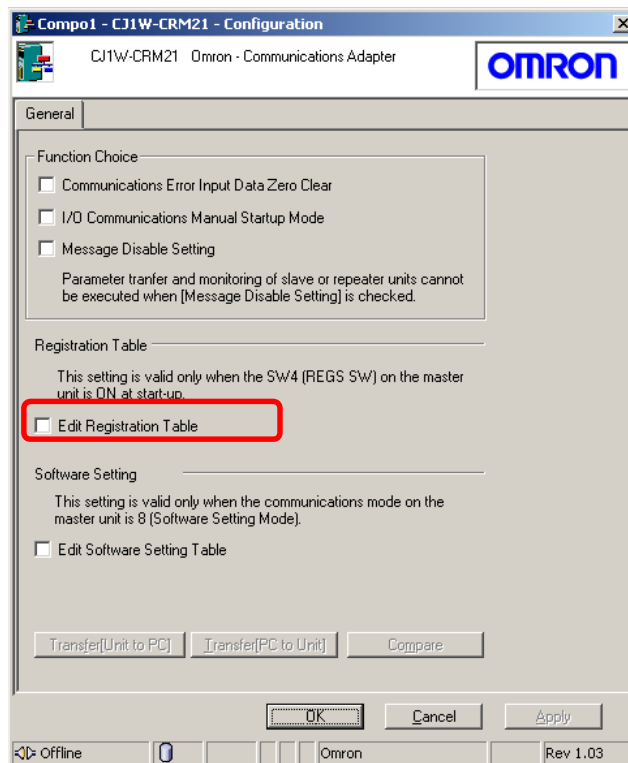 Compo1 - CJ1W-CRM21 - Configuration
CJ1W-CRM21 Omron - Communications Adapter
OMRON
General
Function Choice
Communications Error Input Data Zero Clear
I/O Communications Manual Startup Mode
Message Disable Setting
Parameter tranfer and monitoring of slave or repeater units cannot
be executed when [Message Disable Setting] is checked.
Registration Table
This setting is valid only when the SW4 (REGS SW) on the master
unit is ON at start-up.
Edit Registration Table
Software Setting
This setting is valid only when the communications mode on the
master unit is 8 (Software Setting Mode).
Edit Software Setting Table
Transfer[Unit to PC] Transfer[PC to Unit] Compare
OK Cancel Apply
Offline Omron Rev 1.03